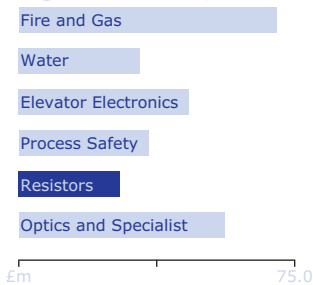 Fire and Gas
Water
Elevator Electronics
Process Safety
Resistors
Optics and Specialist
£m 75.0